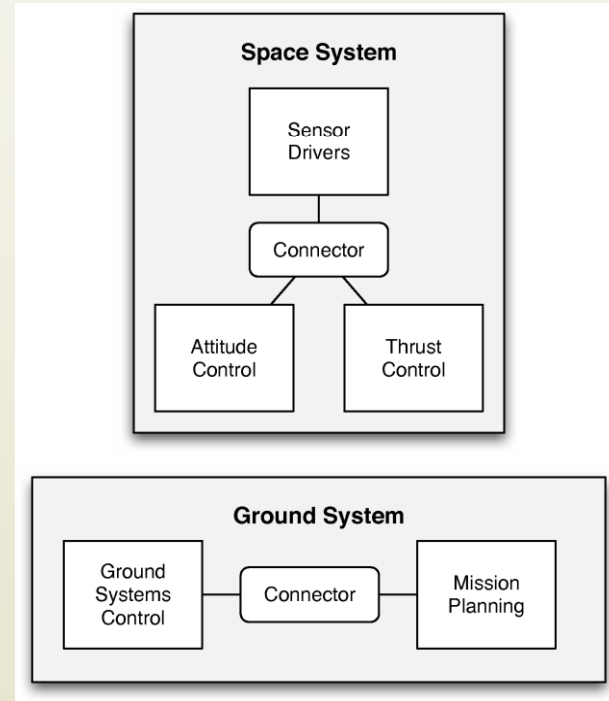 Space System
Sensor
Drivers
Connector
Attitude
Control
Thrust
Control
Ground System
Ground
Systems
Control
Connector
Mission
Planning